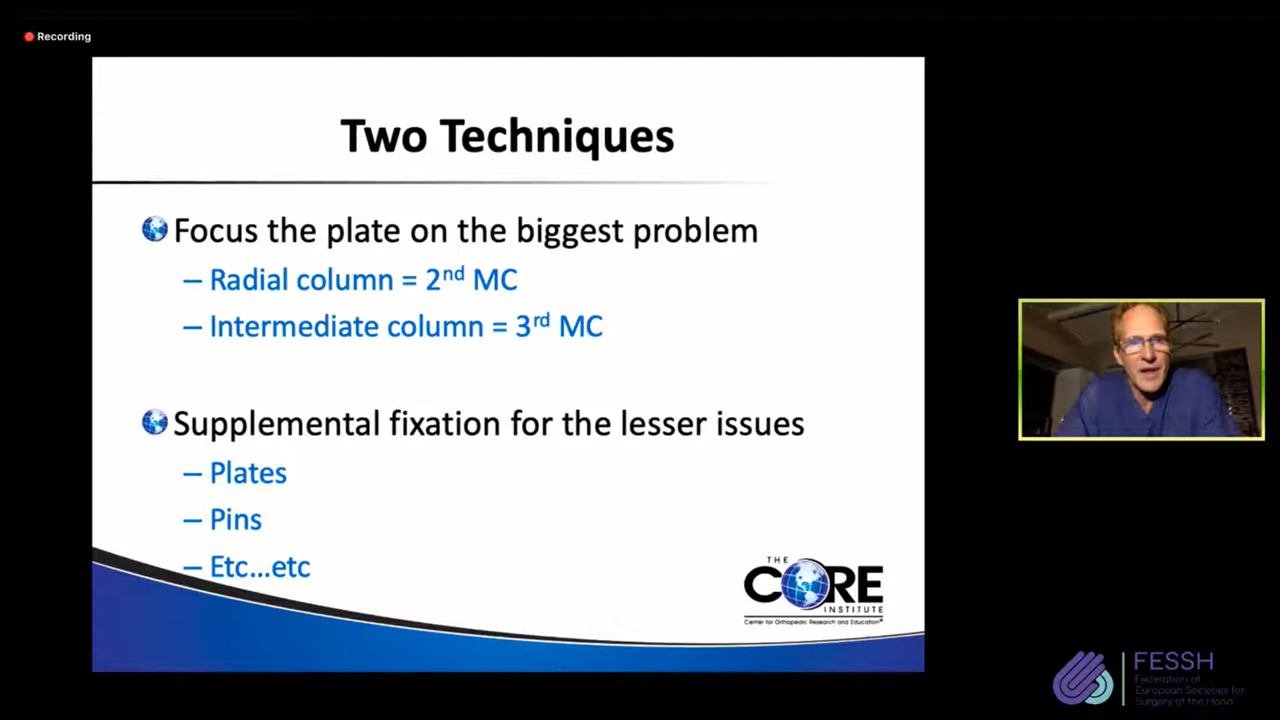 Recording
Two Techniques
Focus the plate on the biggest problem
– Radial column = 2nd MC
– Intermediate column = 3rd MC
Supplemental fixation for the lesser issues
– Plates
– Pins
– Etc...etc
THE
CORE
INSTITUTE
Center for Orthopedic Research and Education®
FESSH
Federation of
European Societies for
Surgery of the Hand